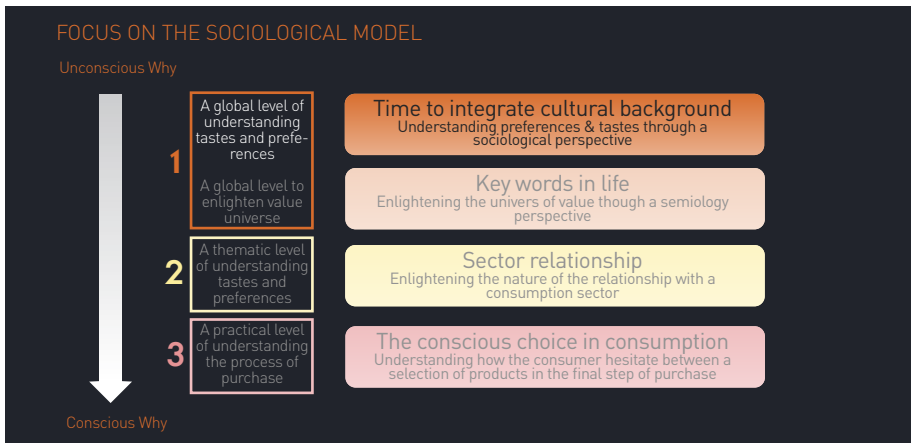 FOCUS ON THE SOCIOLOGICAL MODEL
Unconscious Why
1
A global level of
understanding
tastes and prefe-
rences
A global level to
enlighten value
universe
Time to integrate cultural background
Understanding preferences & tastes through a
sociological perspective
Key words in life
Enlightening the univers of value though a semiology
perspective
2
A thematic level
of understanding
tastes and
preferences
Sector relationship
Enlightening the nature of the relationship with a
consumption sector
3
A practical level
of understanding
the process of
purchase
The conscious choice in consumption
Understanding how the consumer hesitate between a
selection of products in the final step of purchase
Conscious Why